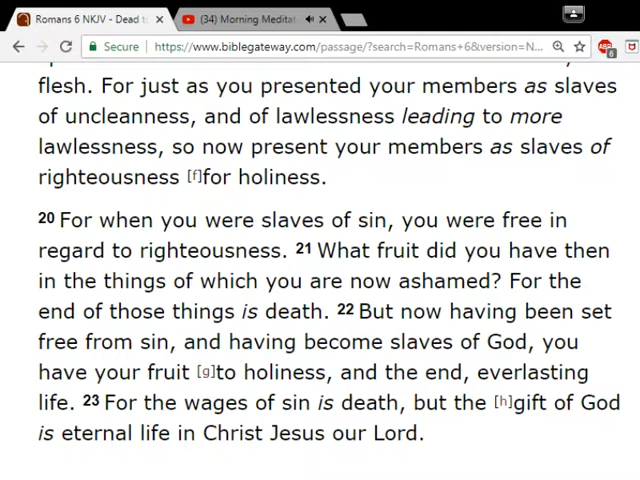 Romans 6 NKJV - Dead to
(34) Morning Meditat
Secure
https://www.biblegateway.com/passage/?search=Romans+6&version=N...
ABP
6
flesh. For just as you presented your members as slaves
of uncleanness, and of lawlessness leading to more
lawlessness, so now present your members as slaves of
righteousness [f]for holiness.
20 For when you were slaves of sin, you were free in
regard to righteousness. 21 What fruit did you have then
in the things of which you are now ashamed? For the
end of those things is death. 22 But now having been set
free from sin, and having become slaves of God, you
have your fruit [g]to holiness, and the end, everlasting
life. 23 For the wages of sin is death, but the [h]gift of God
is eternal life in Christ Jesus our Lord.